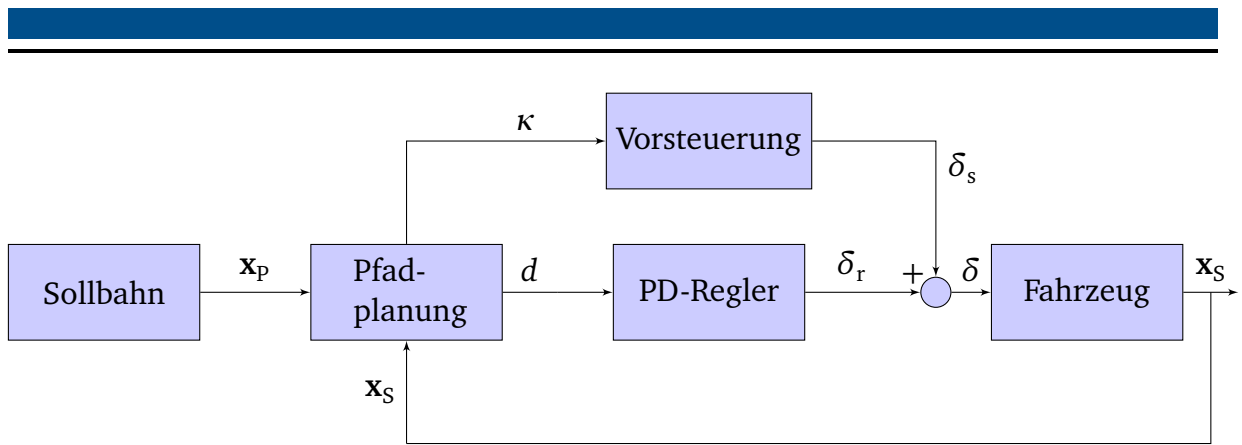 κ
Vorsteuerung
δs
Sollbahn
xP
Pfad-
planung
d
PD-Regler
δr
+
δ
Fahrzeug
xS
xS